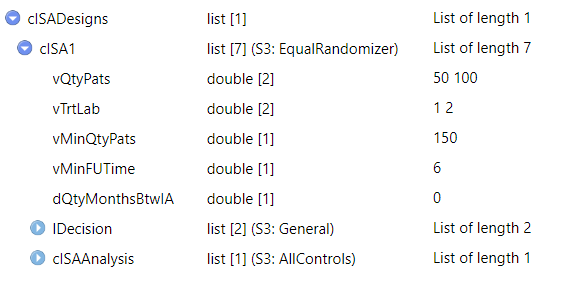 cISADesigns list [1] List of length 1
cISA1 list [7] (S3: EqualRandomizer) List of length 7
vQtyPats double [2] 50 100
vTrtLab double [2] 1 2
vMinQtyPats double [1] 150
vMinFUTime double [1] 6
dQtyMonthsBtwIA double [1] 0
lDecision list [2] (S3: General) List of length 2
cISAAnalysis list [1] (S3: AllControls) List of length 1